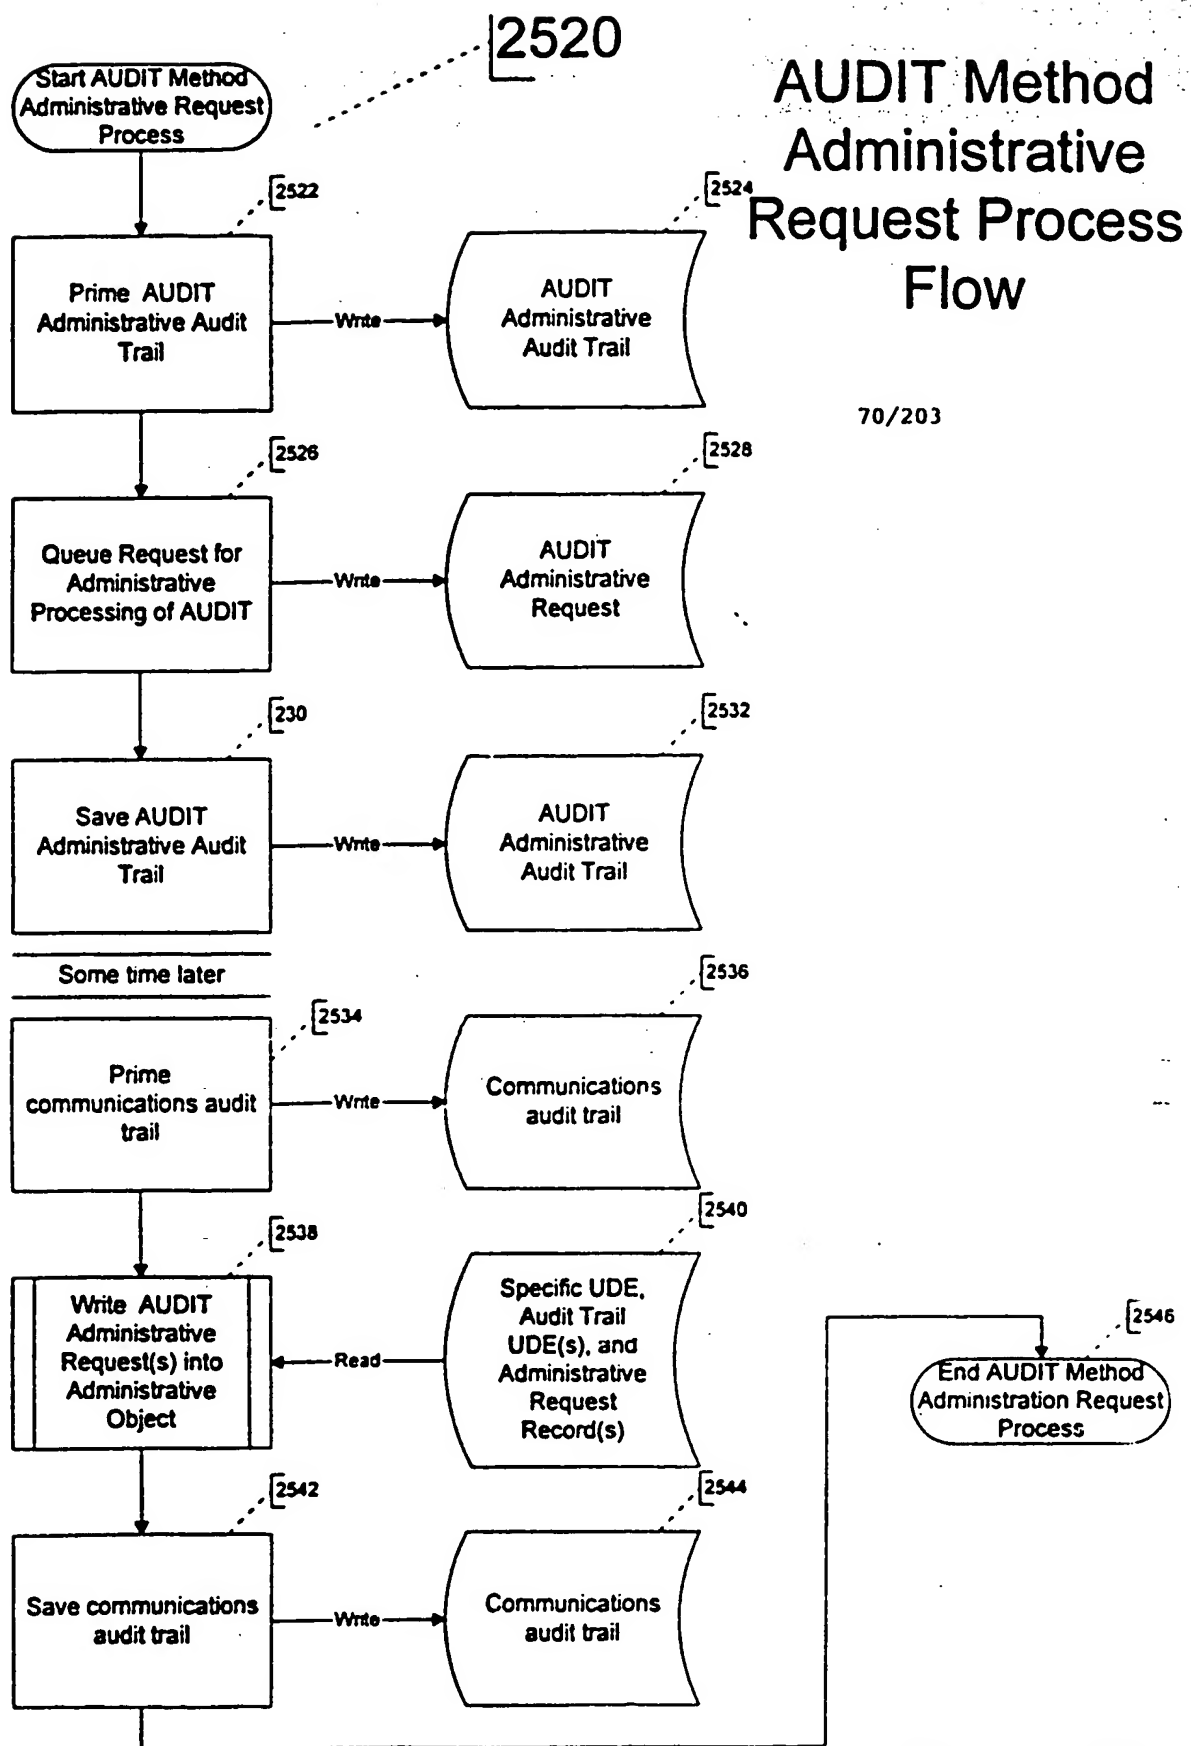 2520
AUDIT Method
Administrative
Request Process
Flow
70/203
Start AUDIT Method
Administrative Request
Process
2522
Prime AUDIT
Administrative Audit
Trail
Write
2524
AUDIT
Administrative
Audit Trail
2526
Queue Request for
Administrative
Processing of AUDIT
Write
2528
AUDIT
Administrative
Request
230
Save AUDIT
Administrative Audit
Trail
Write
2532
AUDIT
Administrative
Audit Trail
Some time later
2534
Prime
communications audit
trail
Write
2536
Communications
audit trail
2538
Write AUDIT
Administrative
Request(s) into
Administrative
Object
Read
2540
Specific UDE,
Audit Trail
UDE(s), and
Administrative
Request
Record(s)
2542
Save communications
audit trail
Write
2544
Communications
audit trail
2546
End AUDIT Method
Administration Request
Process